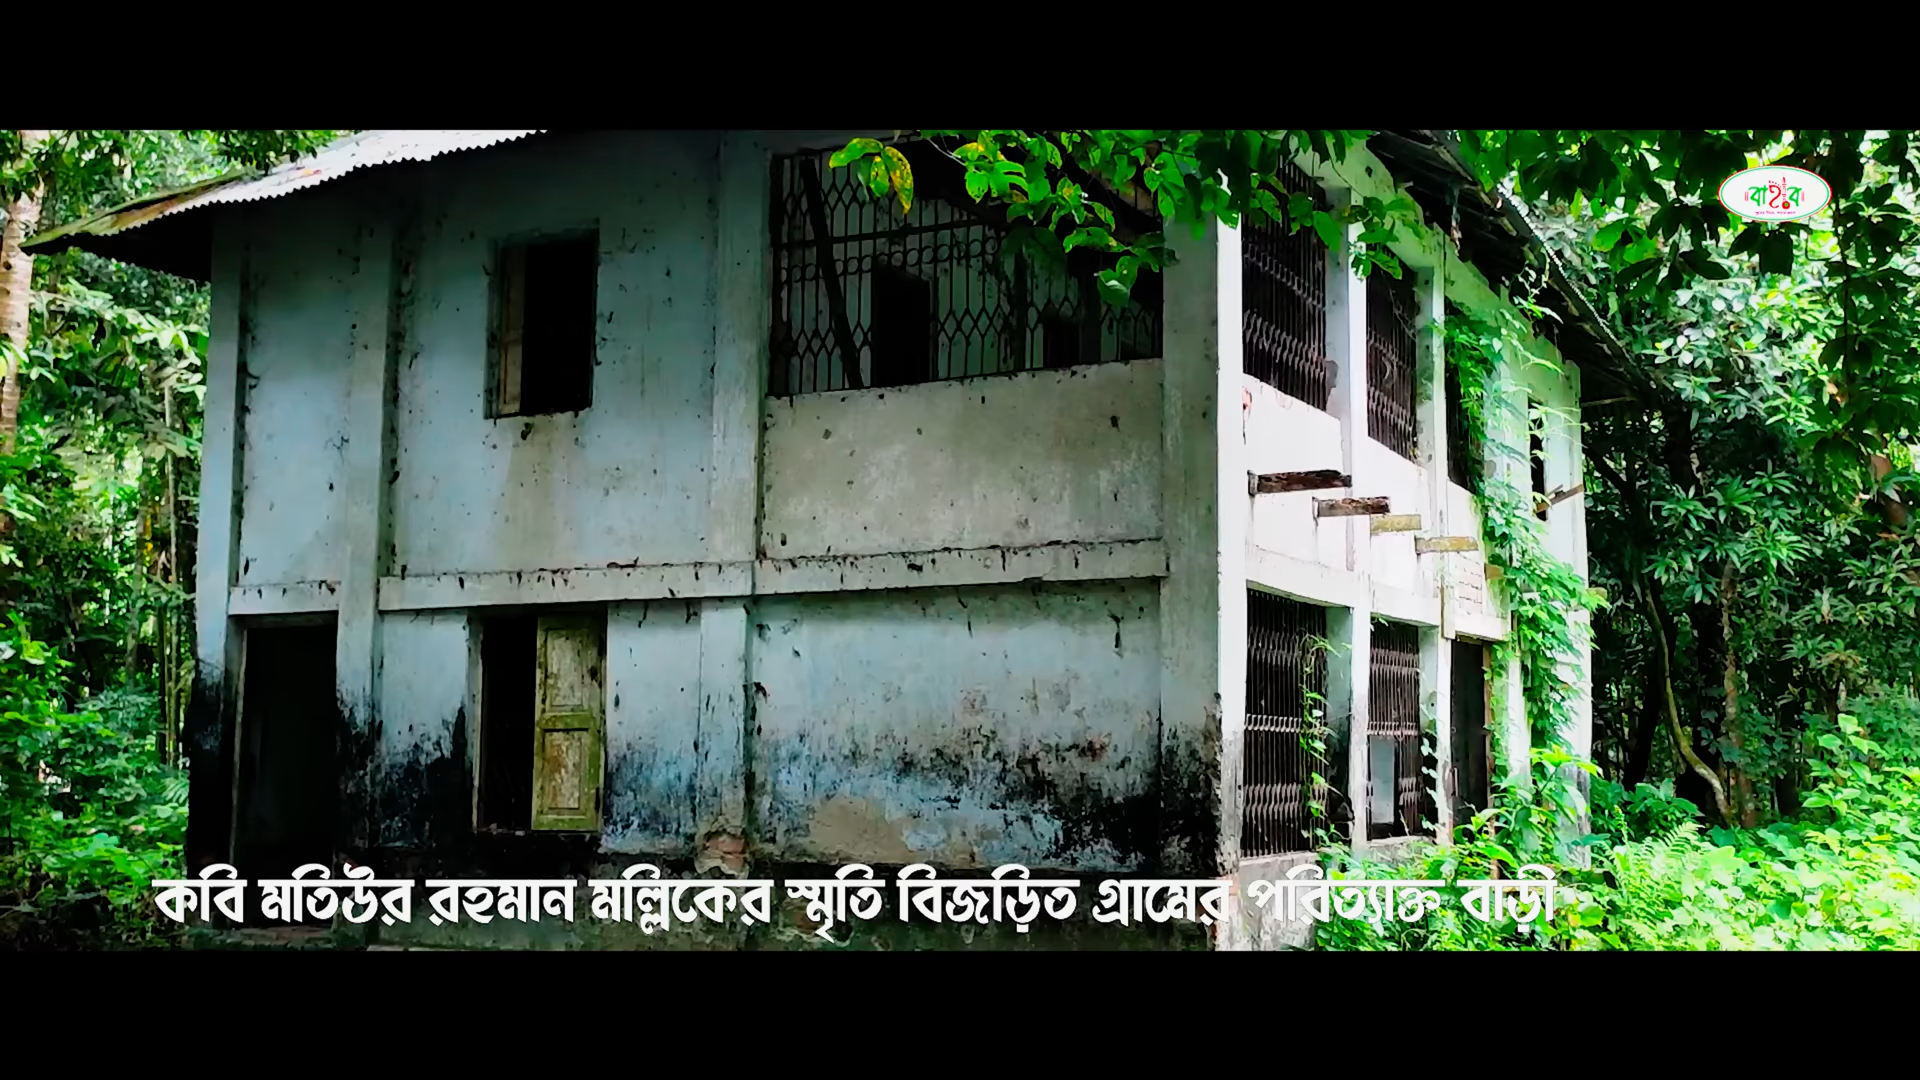 বাহার
কবি মতিউর রহমান মল্লিকের স্মৃতি বিজড়িত গ্রামের পরিত্যাক্ত বাড়ী